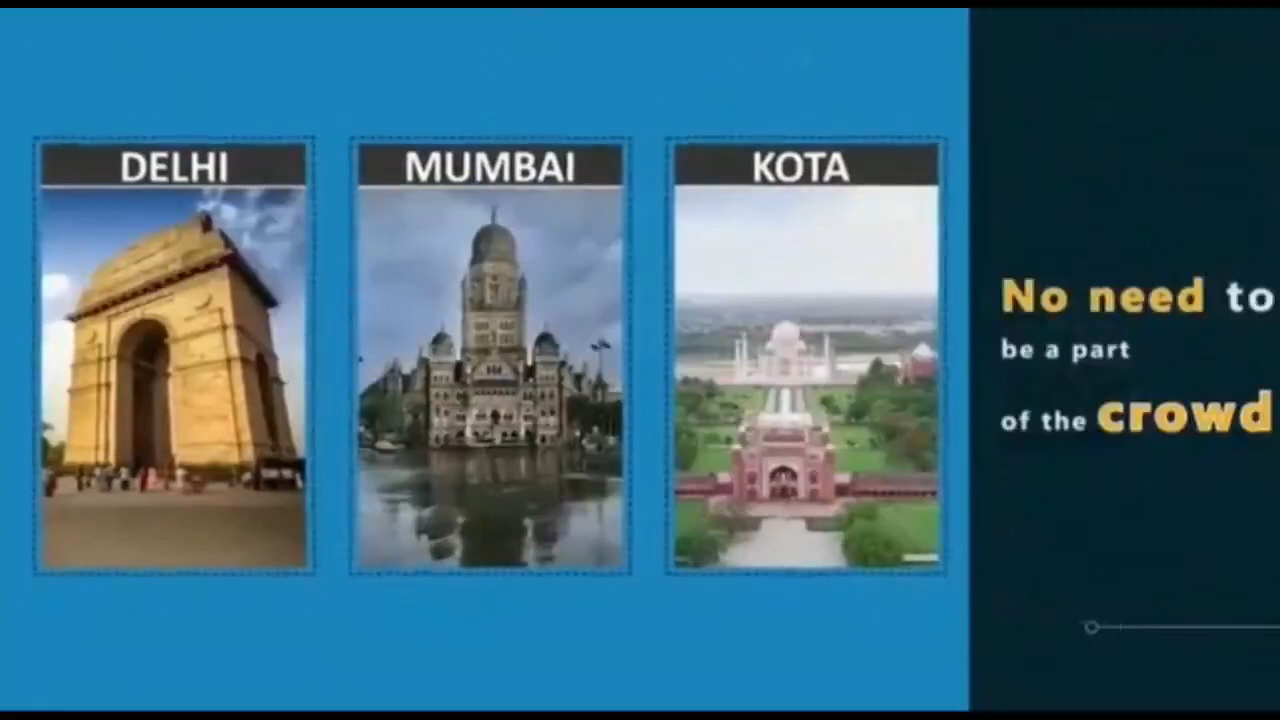 DELHI
MUMBAI
KOTA
No need to
be a part
of the crowd